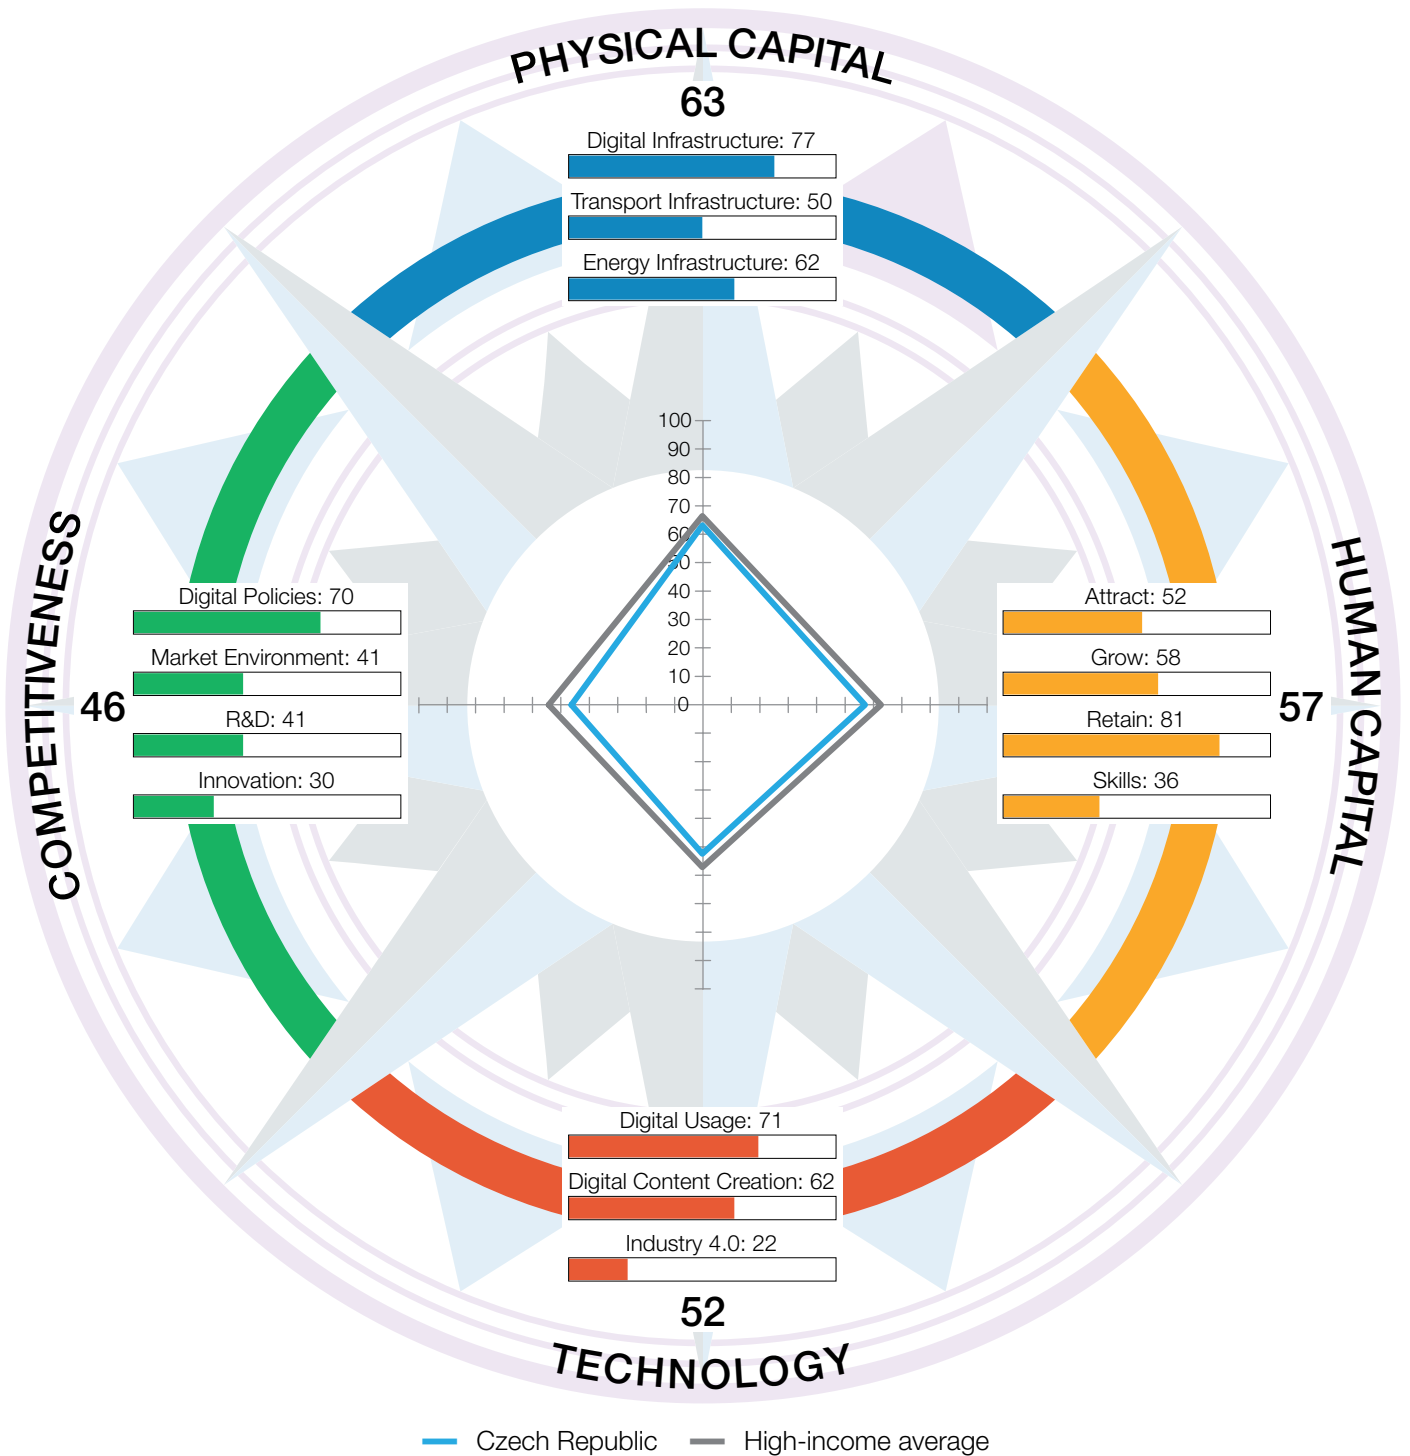 PHYSICAL CAPITAL
63
Digital Infrastructure: 77
Transport Infrastructure: 50
Energy Infrastructure: 62
100
90
80
70
60
50
40
30
20
10
0
COMPETITIVENESS
46
Digital Policies: 70
Market Environment: 41
R&D: 41
Innovation: 30
HUMAN CAPITAL
57
Attract: 52
Grow: 58
Retain: 81
Skills: 36
Digital Usage: 71
Digital Content Creation: 62
Industry 4.0: 22
52
TECHNOLOGY
Czech Republic
High-income average